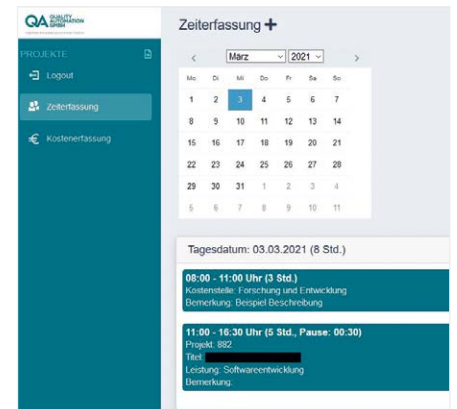 QA QUALITY AUTOMATION GMBH
Zeiterfassung +
PROJEKTE
Logout
Zeiterfassung
Kostenerfassung
< März 2021 >
Mo Di Mi Do Fr Sa So
1 2 3 4 5 6 7
8 9 10 11 12 13 14
15 16 17 18 19 20 21
22 23 24 25 26 27 28
29 30 31 1 2 3 4
5 6 7 8 9 10 11
Tagesdatum: 03.03.2021 (8 Std.)
08:00 - 11:00 Uhr (3 Std.)
Kostenstelle: Forschung und Entwicklung
Bemerkung: Beispiel Beschreibung
11:00 - 16:30 Uhr (5 Std., Pause: 00:30)
Projekt: 882
Titel:
Leistung: Softwareentwicklung
Bemerkung: